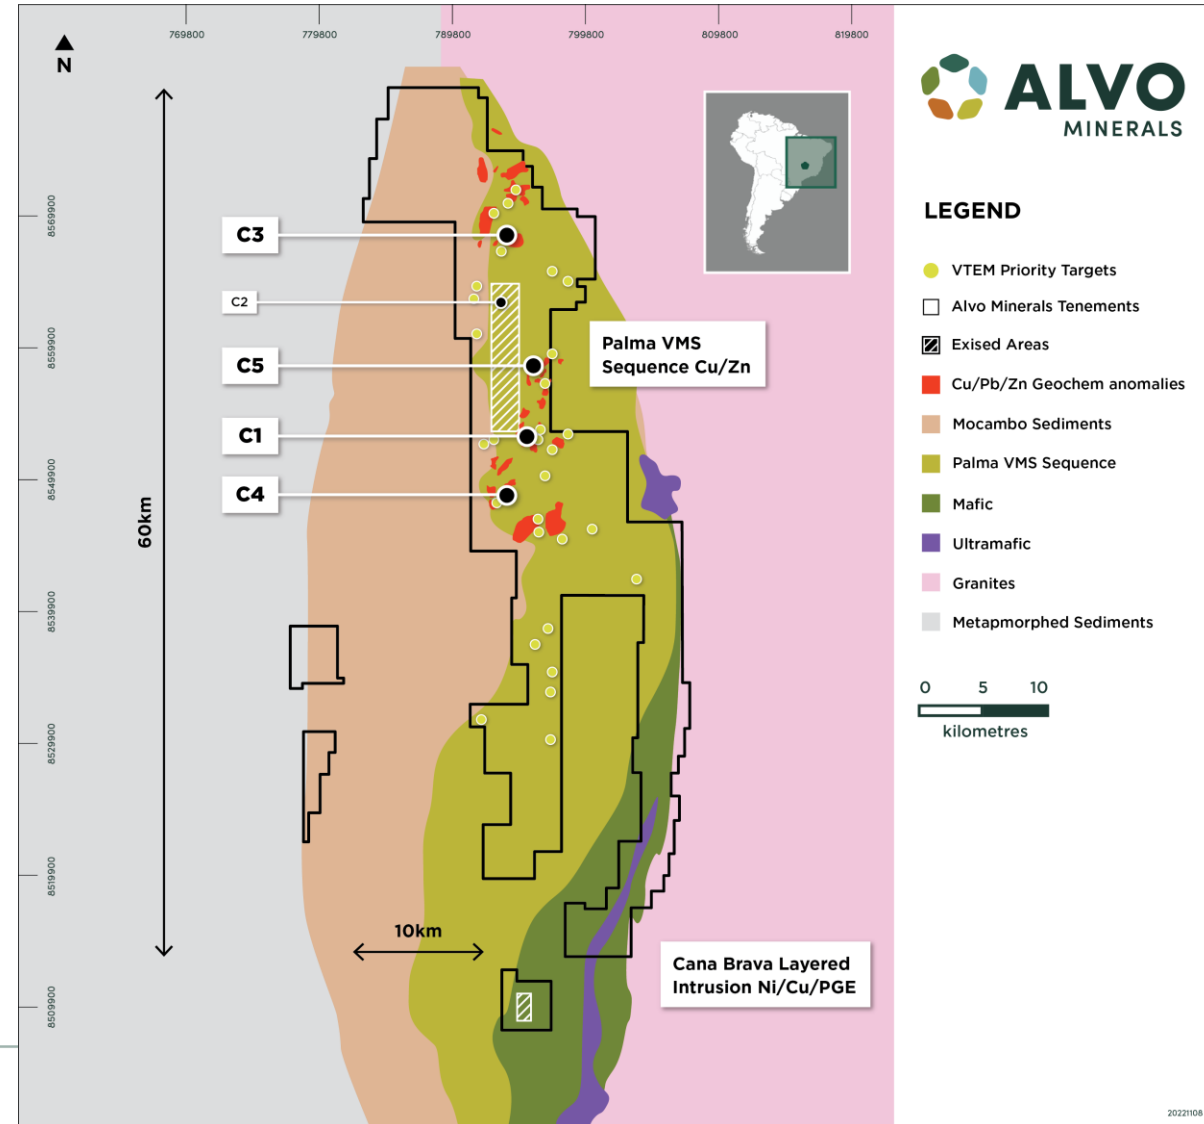 769800
779800
789800
799800
809800
819800
N
8569900
8559900
8549900
8539900
8529900
8519900
8509900
60km
10km
C3
C2
C5
C1
C4
Palma VMS
Sequence Cu/Zn
Cana Brava Layered
Intrusion Ni/Cu/PGE
ALVO
MINERALS
LEGEND
VTEM Priority Targets
Alvo Minerals Tenements
Exised Areas
Cu/Pb/Zn Geochem anomalies
Mocambo Sediments
Palma VMS Sequence
Mafic
Ultramafic
Granites
Metapmorphed Sediments
0 5 10
kilometres
20221108